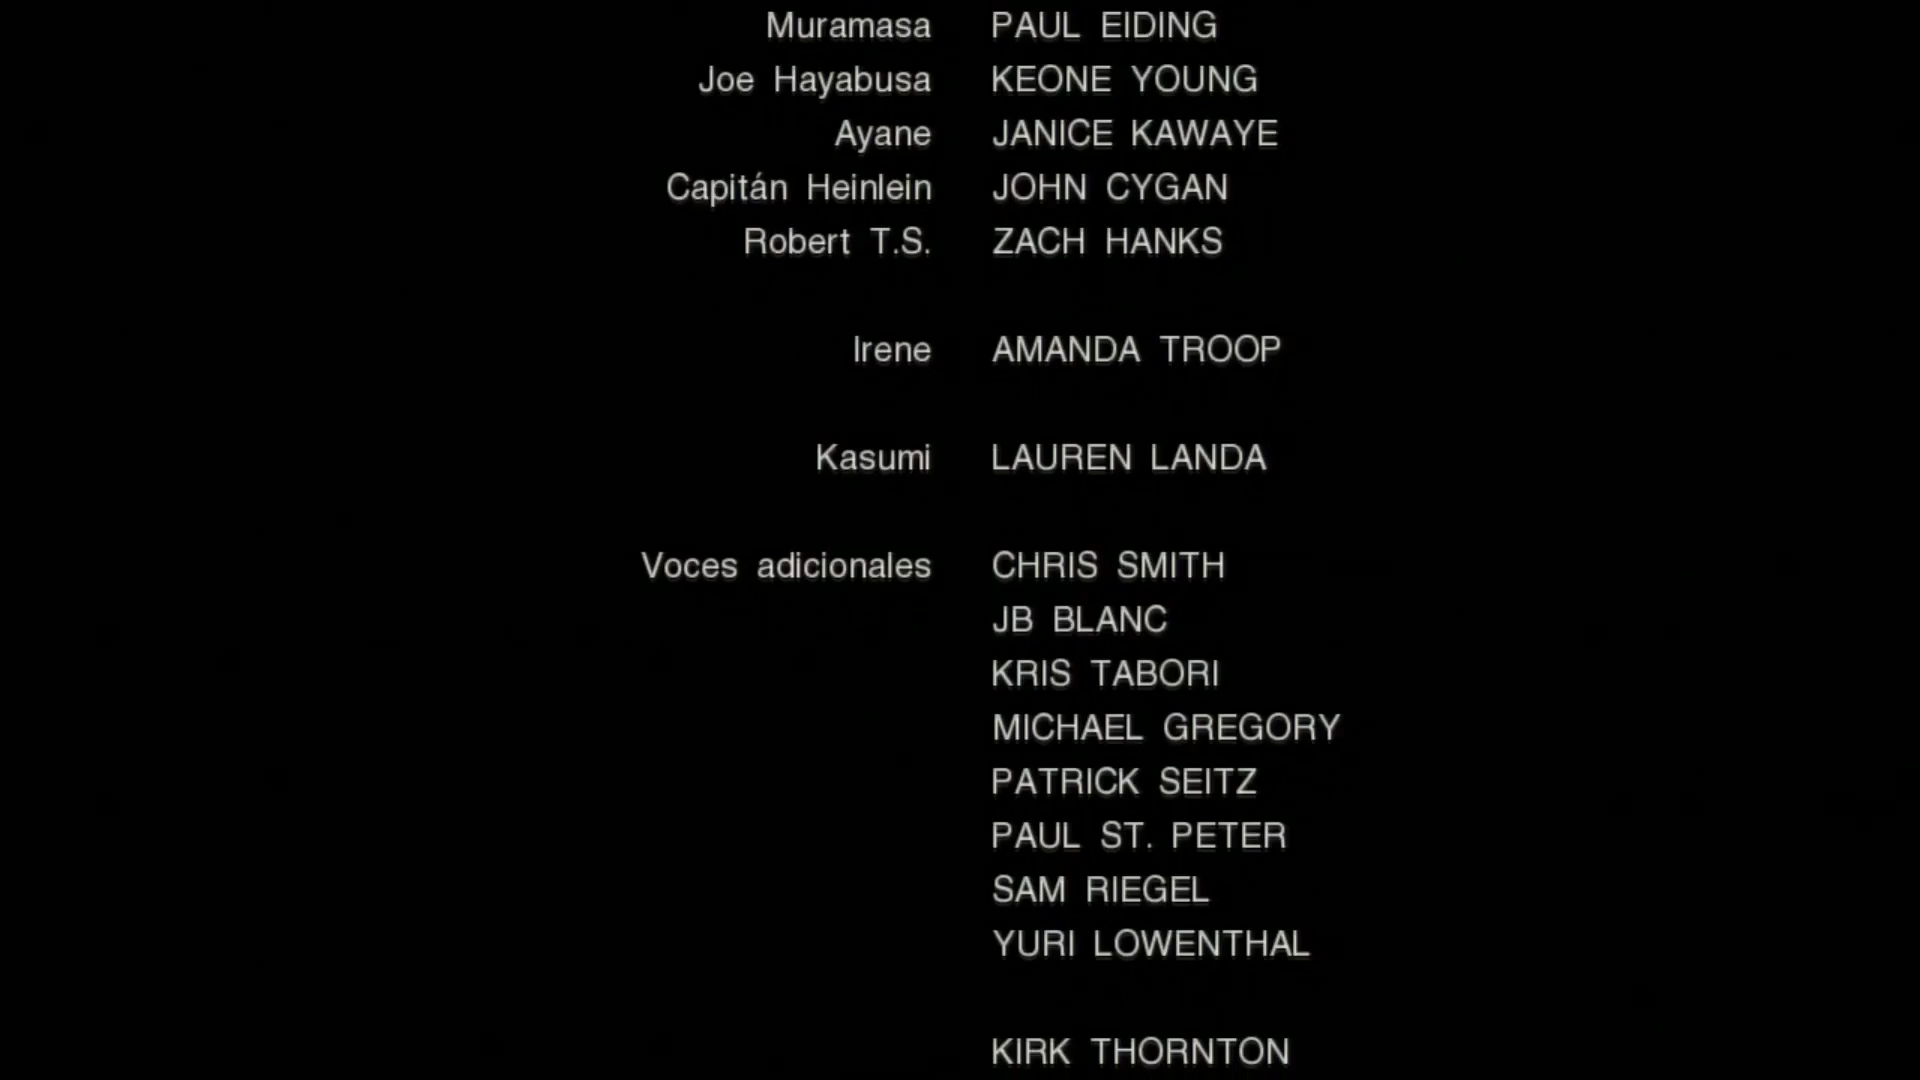 Muramasa PAUL EIDING
Joe Hayabusa KEONE YOUNG
Ayane JANICE KAWAYE
Capitán Heinlein JOHN CYGAN
Robert T.S. ZACH HANKS
Irene AMANDA TROOP
Kasumi LAUREN LANDA
Voces adicionales CHRIS SMITH
JB BLANC
KRIS TABORI
MICHAEL GREGORY
PATRICK SEITZ
PAUL ST. PETER
SAM RIEGEL
YURI LOWENTHAL
KIRK THORNTON